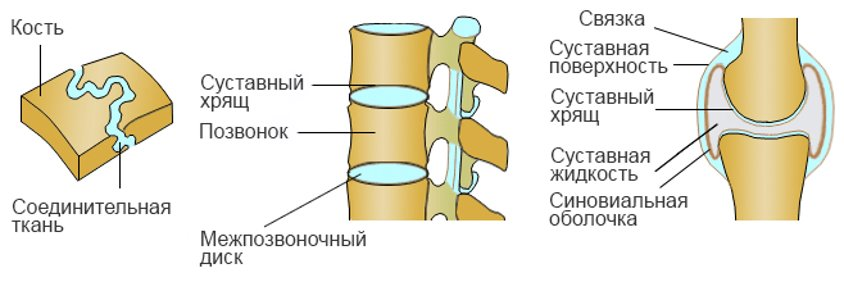 Кость
Соединительная
ткань
Суставный
хрящ
Позвонок
Межпозвоночный
диск
Связка
Суставная
поверхность
Суставный
хрящ
Суставная
жидкость
Синовиальная
оболочка